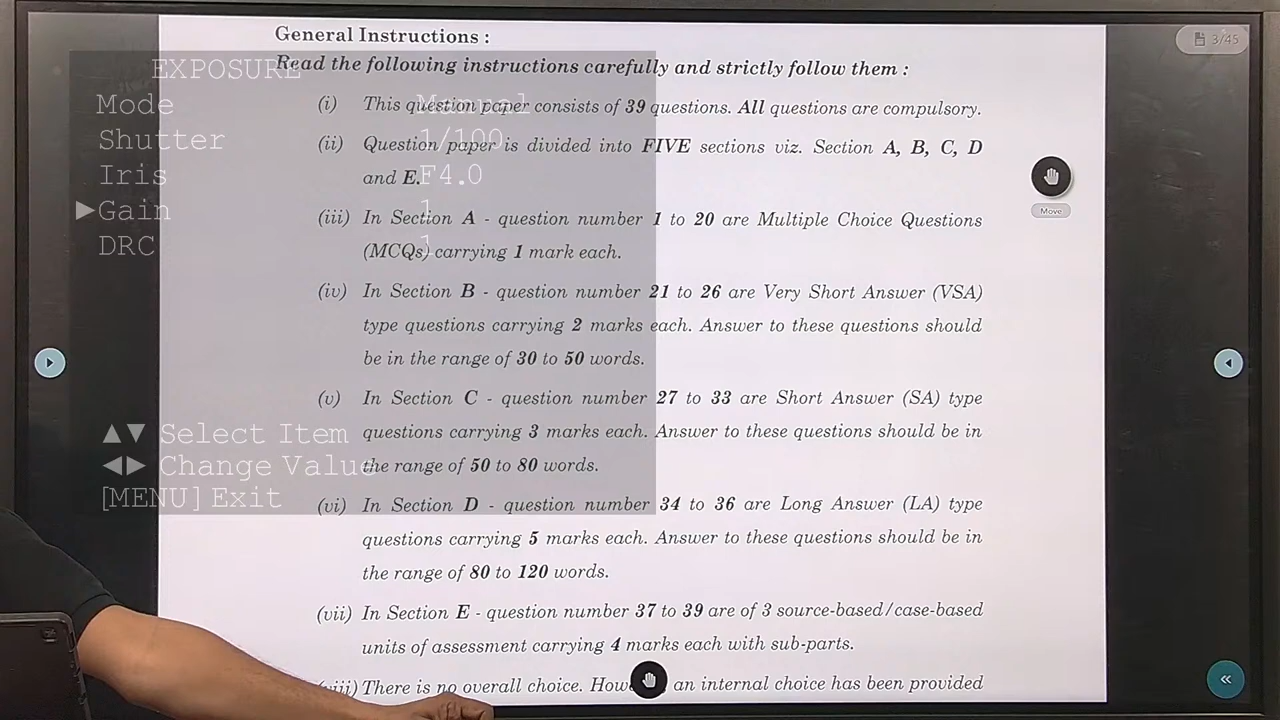 General Instructions :
Read the following instructions carefully and strictly follow them :
(i) This question paper consists of 39 questions. All questions are compulsory.
(ii) Question paper is divided into FIVE sections viz. Section A, B, C, D
and E.
(iii) In Section A - question number 1 to 20 are Multiple Choice Questions
(MCQs) carrying 1 mark each.
(iv) In Section B - question number 21 to 26 are Very Short Answer (VSA)
type questions carrying 2 marks each. Answer to these questions should
be in the range of 30 to 50 words.
(v) In Section C - question number 27 to 33 are Short Answer (SA) type
questions carrying 3 marks each. Answer to these questions should be in
the range of 50 to 80 words.
(vi) In Section D - question number 34 to 36 are Long Answer (LA) type
questions carrying 5 marks each. Answer to these questions should be in
the range of 80 to 120 words.
(vii) In Section E - question number 37 to 39 are of 3 source-based/case-based
units of assessment carrying 4 marks each with sub-parts.
There is no overall choice. an internal choice has been provided
EXPOSURE
Mode Manual
Shutter 1/100
Iris F4.0
▶Gain 1
DRC 1
▲▼ Select Item
◀▶ Change Value
[MENU] Exit
3/45
Move